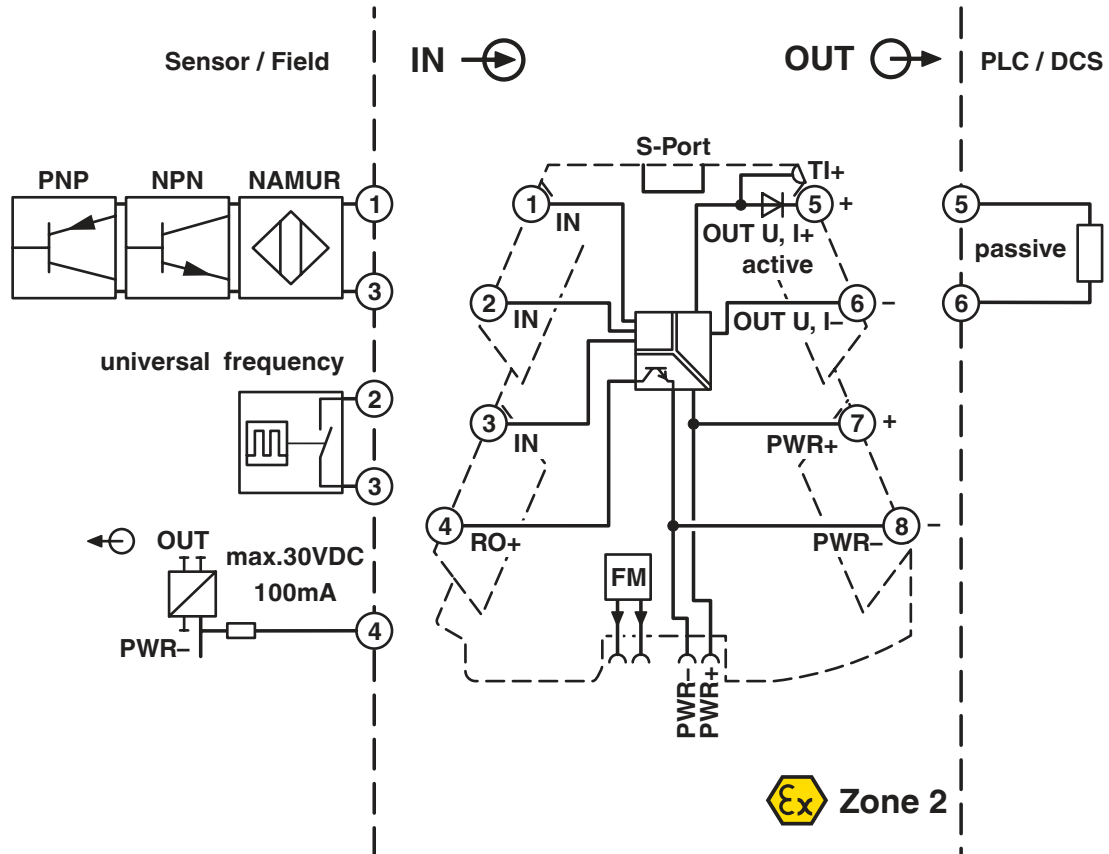 Sensor / Field
IN
OUT
PLC / DCS
PNP NPN NAMUR
1
3
universal frequency
2
3
OUT
max.30VDC
100mA
PWR–
4
S-Port
TI+
1
IN
2
IN
3
IN
4
RO+
5 +
OUT U, I+
active
6 –
OUT U, I–
7 +
PWR+
8 –
PWR–
FM
PWR–
PWR+
5
passive
6
Ex Zone 2